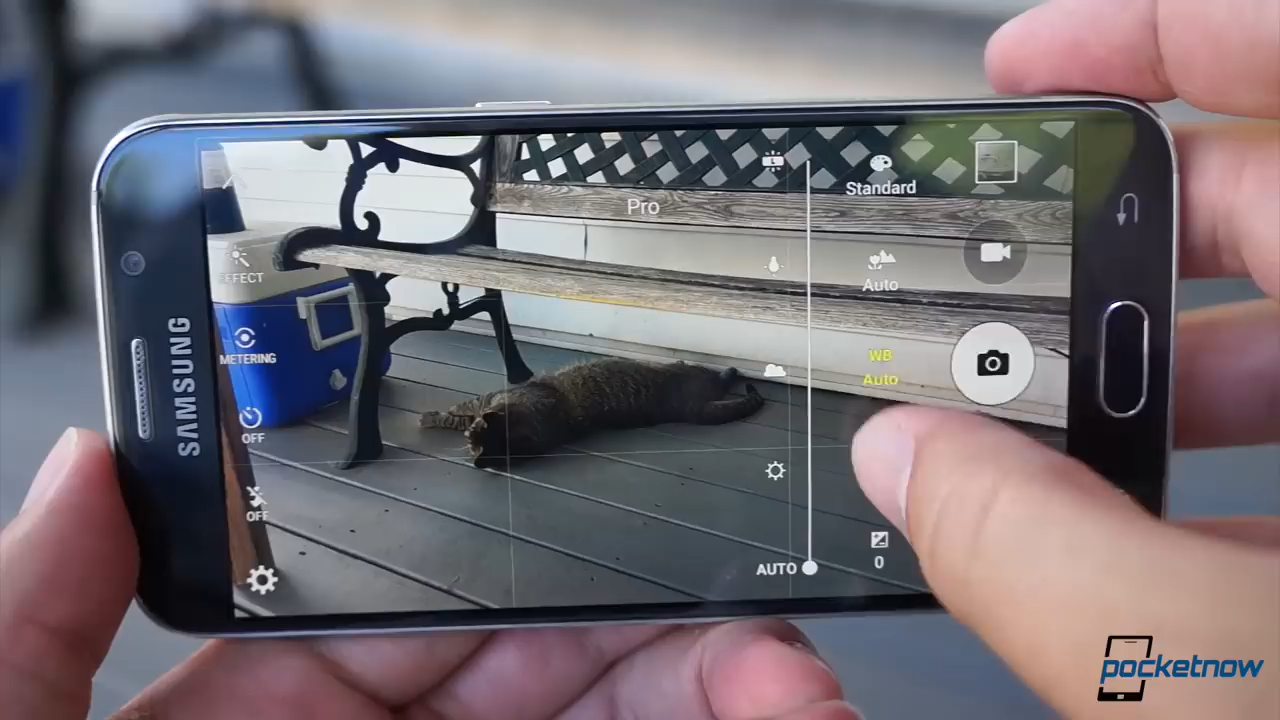 SAMSUNG
Pro
Standard
EFFECT
Auto
METERING
WB
Auto
OFF
OFF
0
AUTO
pocketnow